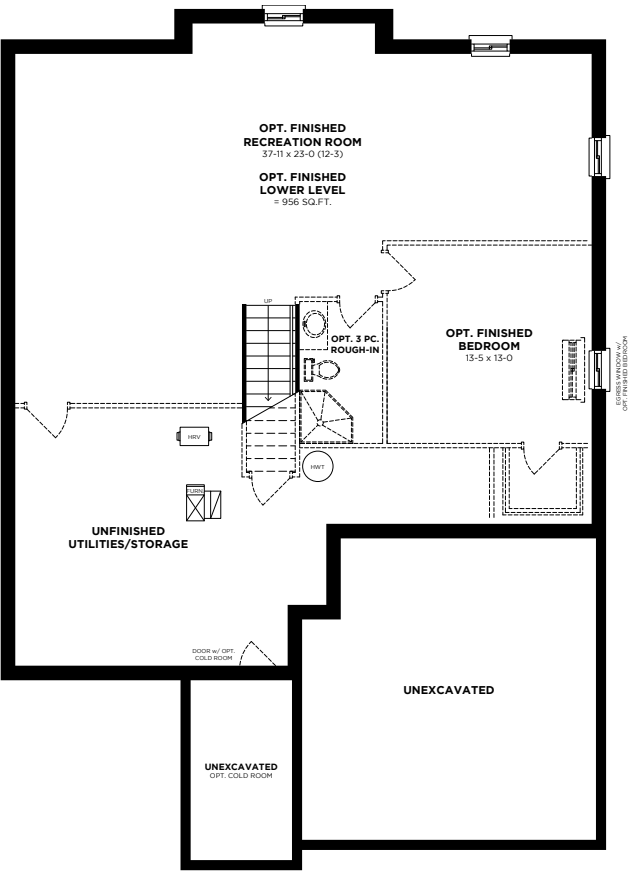 OPT. FINISHED
RECREATION ROOM
37-11 x 23-0 (12-3)
OPT. FINISHED
LOWER LEVEL
= 956 SQ.FT.
UP
OPT. 3 PC.
ROUGH-IN
OPT. FINISHED
BEDROOM
13-5 x 13-0
EGRESS WINDOW w/
OPT. FINISHED BEDROOM
HRV
HWT
FURN.
UNFINISHED
UTILITIES/STORAGE
DOOR w/ OPT.
COLD ROOM
UNEXCAVATED
UNEXCAVATED
OPT. COLD ROOM